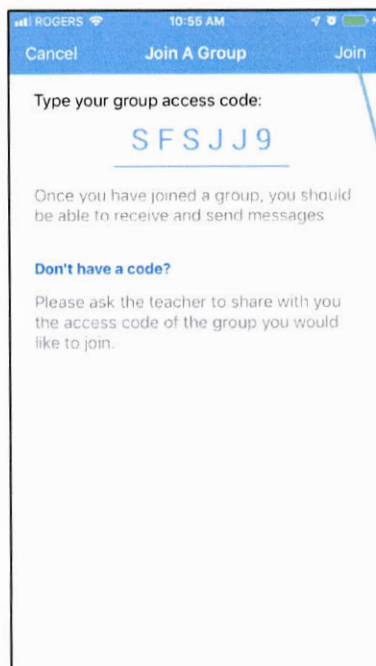 ROGERS 10:55 AM
Cancel Join A Group Join
Type your group access code:
SFSJJ9
Once you have joined a group, you should
be able to receive and send messages
Don't have a code?
Please ask the teacher to share with you
the access code of the group you would
like to join.